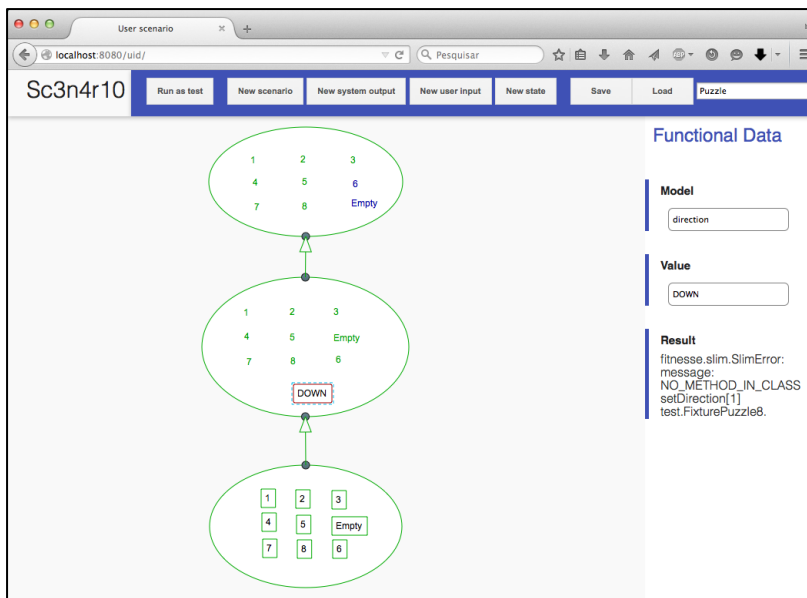 User scenario
localhost:8080/uid/
Pesquisar
ABP
Sc3n4r10
Run as test
New scenario
New system output
New user input
New state
Save
Load
Puzzle
Functional Data
Model
direction
Value
DOWN
Result
fitnesse.slim.SlimError:
message:
NO_METHOD_IN_CLASS
setDirection[1]
test.FixturePuzzle8.
1 2 3
4 5 6
7 8 Empty
1 2 3
4 5 Empty
7 8 6
DOWN
1 2 3
4 5 Empty
7 8 6